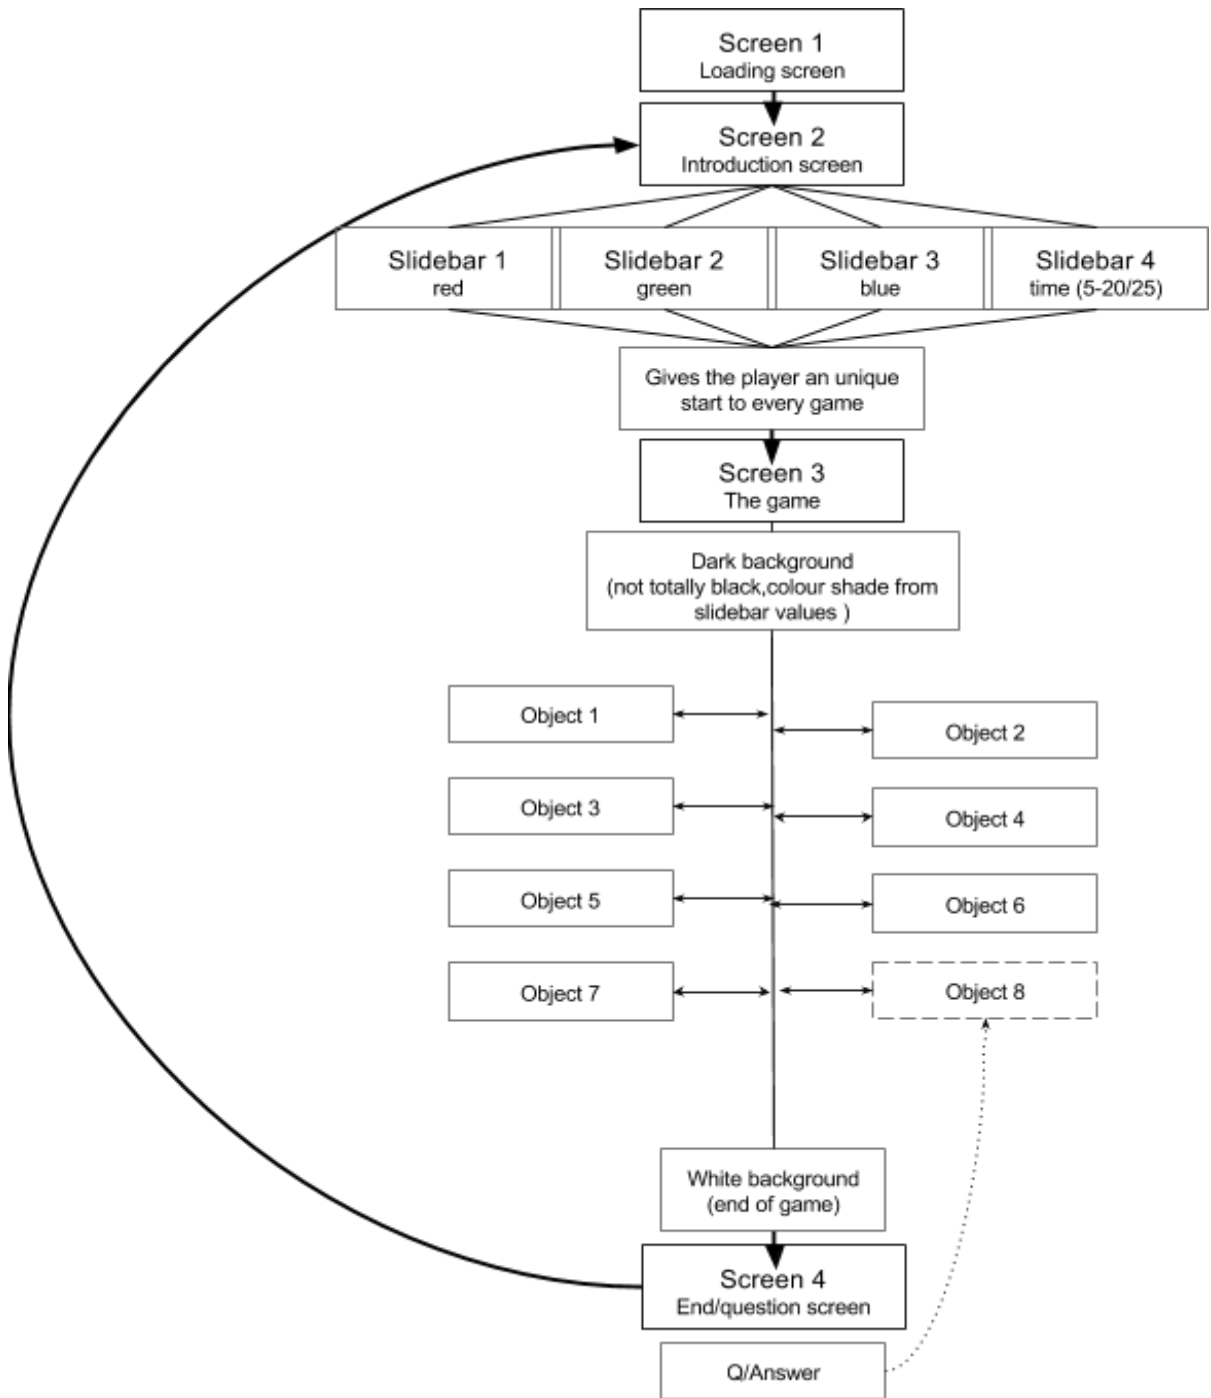 Screen 1
Loading screen
Screen 2
Introduction screen
Slidebar 1
red
Slidebar 2
green
Slidebar 3
blue
Slidebar 4
time (5-20/25)
Gives the player an unique
start to every game
Screen 3
The game
Dark background
(not totally black,colour shade from
slidebar values )
Object 1
Object 2
Object 3
Object 4
Object 5
Object 6
Object 7
Object 8
White background
(end of game)
Screen 4
End/question screen
Q/Answer